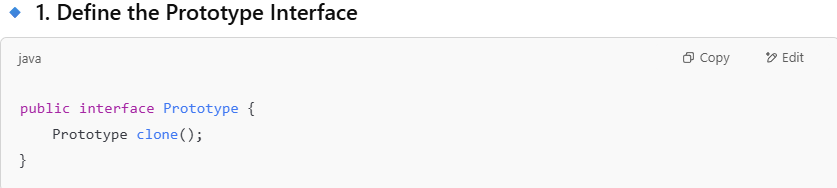 1. Define the Prototype Interface
java
Copy
Edit
public interface Prototype {
    Prototype clone();
}